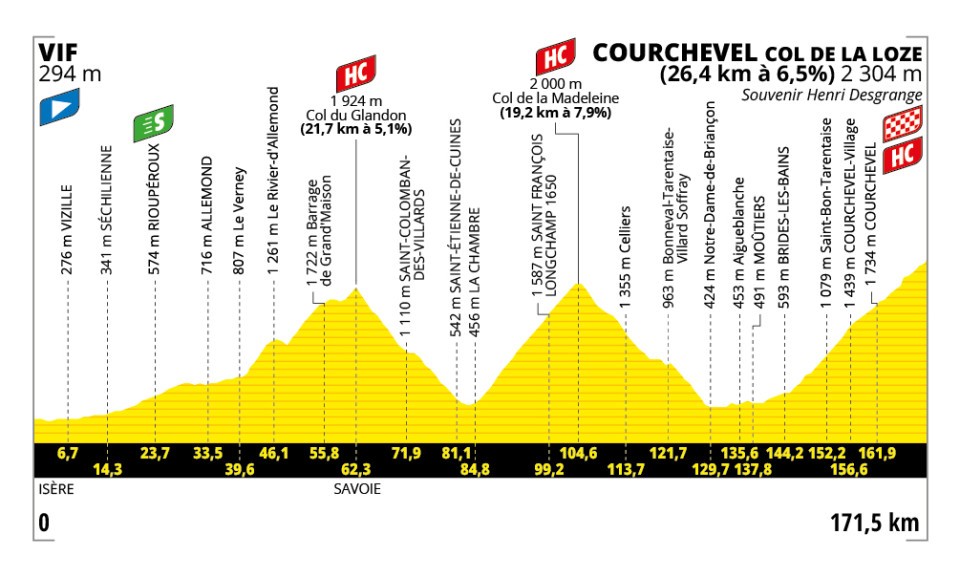 VIF
294 m
COURCHEVEL COL DE LA LOZE
(26,4 km à 6,5%) 2 304 m
Souvenir Henri Desgrange
HC
1 924 m
Col du Glandon
(21,7 km à 5,1%)
HC
2 000 m
Col de la Madeleine
(19,2 km à 7,9%)
S
HC
276 m VIZILLE
341 m SÉCHILIENNE
574 m RIOUPÉROUX
716 m ALLEMOND
807 m Le Verney
1 261 m Le Rivier-d'Allemond
1 722 m Barrage
de Grand'Maison
1 110 m SAINT-COLOMBAN-
DES-VILLARDS
542 m SAINT-ÉTIENNE-DE-CUINES
456 m LA CHAMBRE
1 587 m SAINT FRANÇOIS
LONGCHAMP 1650
1 355 m Celliers
963 m Bonneval-Tarentaise-
Villard Soffray
424 m Notre-Dame-de-Briançon
453 m Aigueblanche
491 m MOÛTIERS
593 m BRIDES-LES-BAINS
1 079 m Saint-Bon-Tarentaise
1 439 m COURCHEVEL-Village
1 734 m COURCHEVEL
6,7 23,7 33,5 46,1 55,8 71,9 81,1 104,6 121,7 135,6 144,2 152,2 161,9
14,3 39,6 62,3 84,8 99,2 113,7 129,7 137,8 156,6
ISÈRE SAVOIE
0 171,5 km